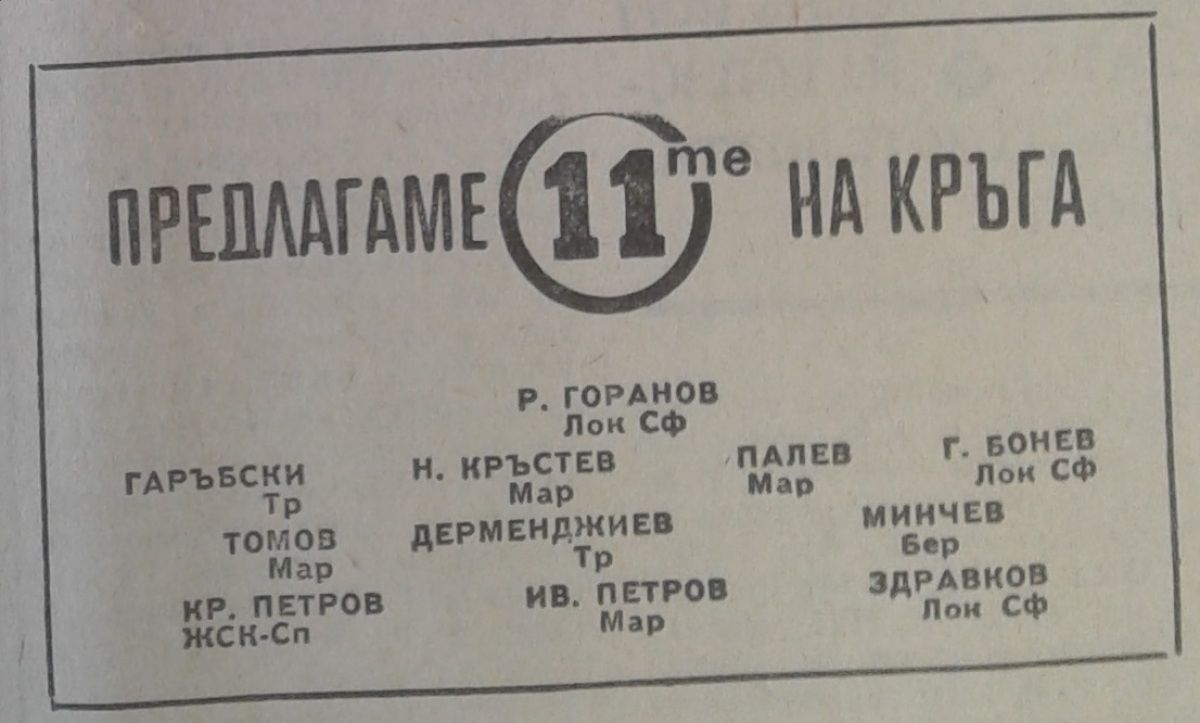 ПРЕДЛАГАМЕ 11те НА КРЪГА
Р. ГОРАНОВ
Лок Сф
ГАРЪБСКИ Н. КРЪСТЕВ ПАЛЕВ Г. БОНЕВ
Тр Мар Мар Лок Сф
ТОМОВ ДЕРМЕНДЖИЕВ МИНЧЕВ
Мар Тр Бер
КР. ПЕТРОВ ИВ. ПЕТРОВ ЗДРАВКОВ
ЖСК-Сп Мар Лок Сф